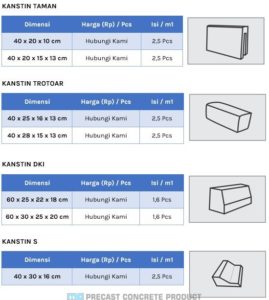 KANSTIN TAMAN
Dimensi Harga (Rp) / Pcs Isi / m1
40 x 20 x 10 cm Hubungi Kami 2,5 Pcs
40 x 20 x 15 x 13 cm Hubungi Kami 2,5 Pcs
KANSTIN TROTOAR
Dimensi Harga (Rp) / Pcs Isi / m1
40 x 25 x 16 x 13 cm Hubungi Kami 2,5 Pcs
40 x 28 x 15 x 13 cm Hubungi Kami 2,5 Pcs
KANSTIN DKI
Dimensi Harga (Rp) / Pcs Isi / m1
60 x 25 x 22 x 18 cm Hubungi Kami 1,6 Pcs
60 x 30 x 25 x 20 cm Hubungi Kami 1,6 Pcs
KANSTIN S
Dimensi Harga (Rp) / Pcs Isi / m1
40 x 30 x 16 cm Hubungi Kami 2,5 Pcs
PRECAST CONCRETE PRODUCT